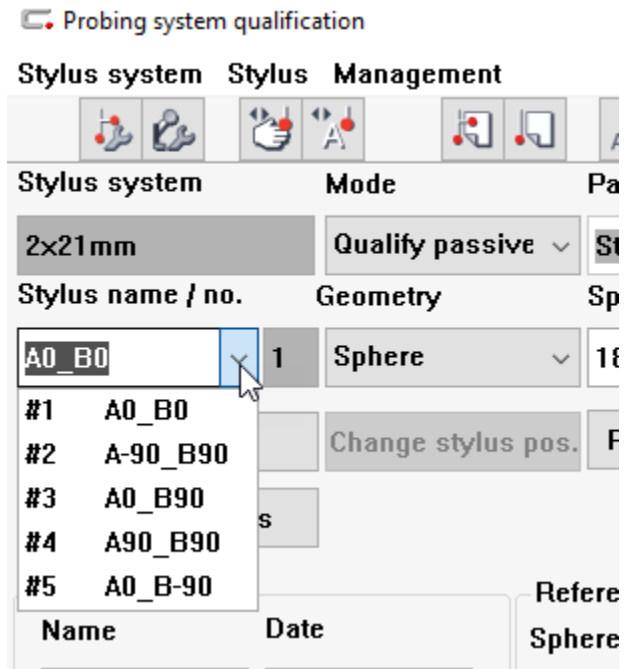 Probing system qualification
Stylus system Stylus Management
Stylus system Mode
2x21mm Qualify passive
Stylus name / no. Geometry
A0_B0 1 Sphere
#1 A0_B0
#2 A-90_B90 Change stylus pos.
#3 A0_B90
#4 A90_B90
#5 A0_B-90
Name Date Sphere